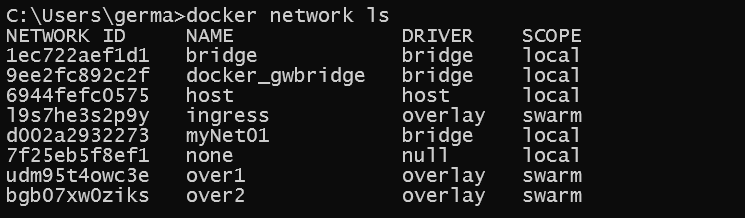 C:\Users\germa>docker network ls
NETWORK ID     NAME              DRIVER    SCOPE
1ec722aef1d1   bridge            bridge    local
9ee2fc892c2f   docker_gwbridge   bridge    local
6944fefc0575   host              host      local
l9s7he3s2p9y   ingress           overlay   swarm
d002a2932273   myNet01           bridge    local
7f25eb5f8ef1   none              null      local
udm95t4owc3e   over1             overlay   swarm
bgb07xw0ziks   over2             overlay   swarm